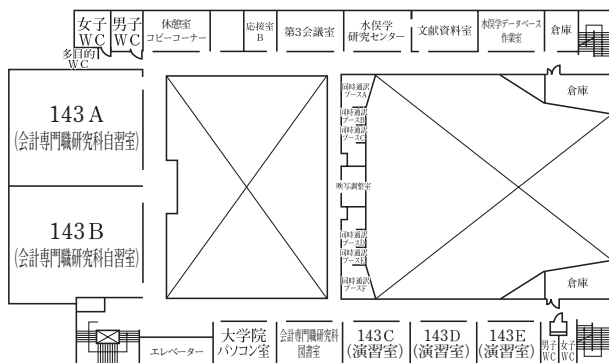 女子
WC
男子
WC
休憩室
コピーコーナー
応接室
B
第3会議室
水俣学
研究センター
文献資料室
水俣学データベース
作業室
倉庫
多目的
WC
143A
(会計専門職研究科自習室)
143B
(会計専門職研究科自習室)
同時通訳
ブースA
同時通訳
ブースB
同時通訳
ブースC
映写調整室
同時通訳
ブースD
同時通訳
ブースE
同時通訳
ブースF
倉庫
倉庫
エレベーター
大学院
パソコン室
会計専門職研究科
図書室
143C
(演習室)
143D
(演習室)
143E
(演習室)
男子
WC
女子
WC